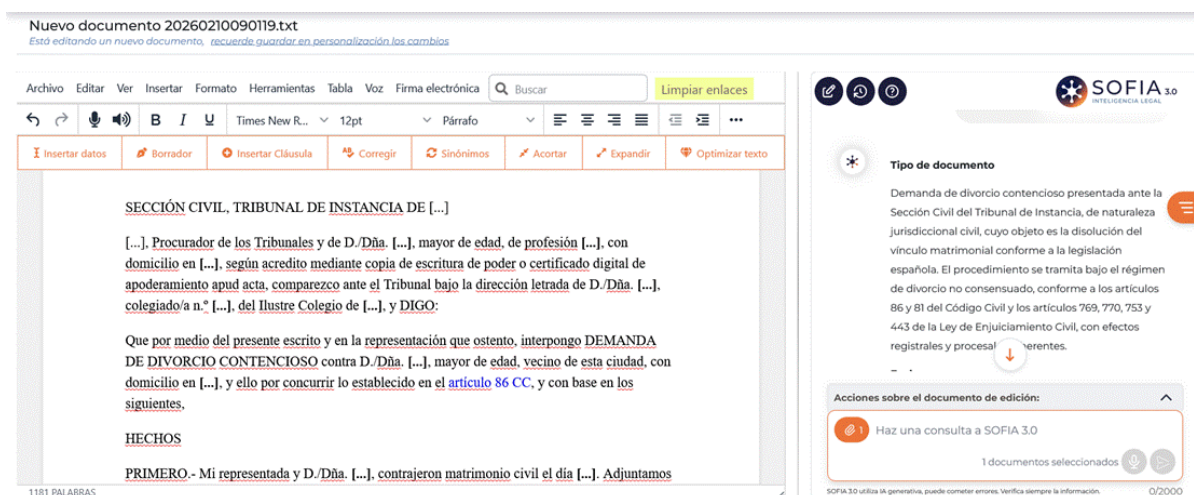 Nuevo documento 20260210090119.txt
Está editando un nuevo documento, recuerde guardar en personalización los cambios
Archivo Editar Ver Insertar Formato Herramientas Tabla Voz Firma electrónica Buscar Limpiar enlaces
B I U Times New R... 12pt Párrafo
Insertar datos Borrador Insertar Cláusula Corregir Sinónimos Acortar Expandir Optimizar texto
SECCIÓN CIVIL, TRIBUNAL DE INSTANCIA DE [...]
[...], Procurador de los Tribunales y de D./Dña. [...], mayor de edad, de profesión [...], con
domicilio en [...], según acredito mediante copia de escritura de poder o certificado digital de
apoderamiento apud acta, comparezco ante el Tribunal bajo la dirección letrada de D./Dña. [...],
colegiado/a n.º [...], del Ilustre Colegio de [...], y DIGO:
Que por medio del presente escrito y en la representación que ostento, interpongo DEMANDA
DE DIVORCIO CONTENCIOSO contra D./Dña. [...], mayor de edad, vecino de esta ciudad, con
domicilio en [...], y ello por concurrir lo establecido en el artículo 86 CC, y con base en los
siguientes,
HECHOS
PRIMERO.- Mi representada y D./Dña. [...], contrajeron matrimonio civil el día [...]. Adjuntamos
1181 PALABRAS
SOFIA 3.0
INTELIGENCIA LEGAL
Tipo de documento
Demanda de divorcio contencioso presentada ante la
Sección Civil del Tribunal de Instancia, de naturaleza
jurisdiccional civil, cuyo objeto es la disolución del
vínculo matrimonial conforme a la legislación
española. El procedimiento se tramita bajo el régimen
de divorcio no consensuado, conforme a los artículos
86 y 81 del Código Civil y los artículos 769, 770, 753 y
443 de la Ley de Enjuiciamiento Civil, con efectos
registrales y
Acciones sobre el documento de edición:
1 Haz una consulta a SOFIA 3.0
1 documentos seleccionados
SOFIA 3.0 utiliza IA generativa, puede cometer errores. Verifica siempre la información. 0/2000